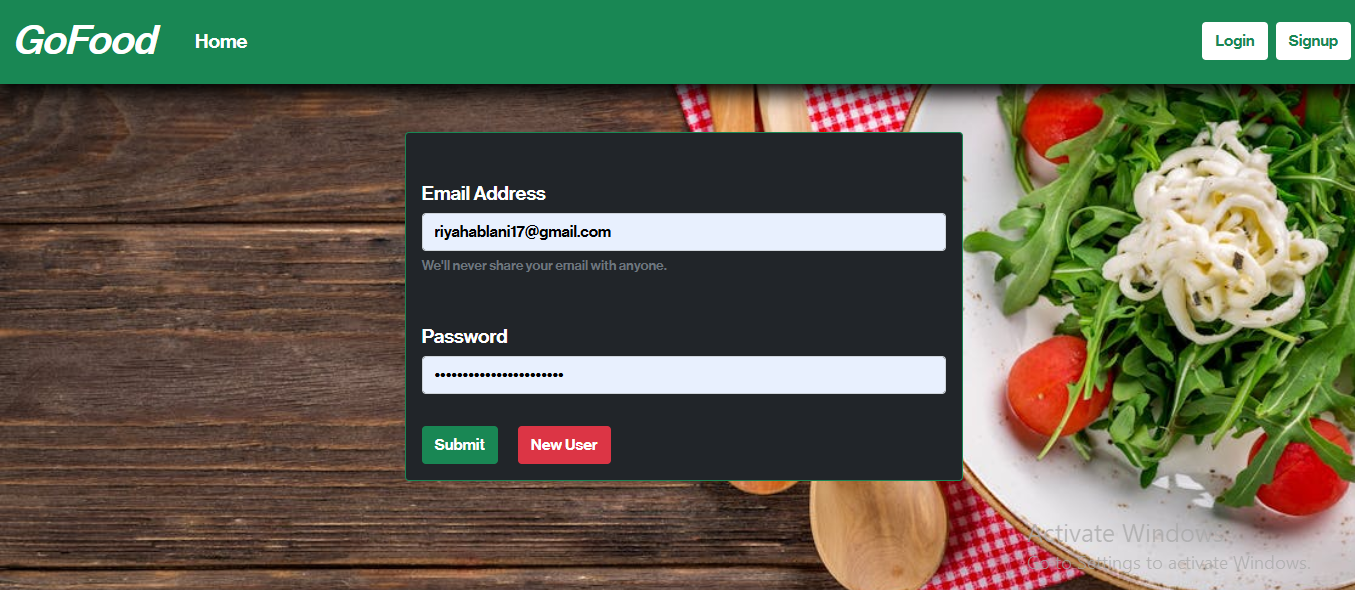 GoFood Home Login Signup
Email Address
riyahablani17@gmail.com
We'll never share your email with anyone.
Password
•••••••••••••••••••••••
Submit New User
Activate Windows
Go to Settings to activate Windows.